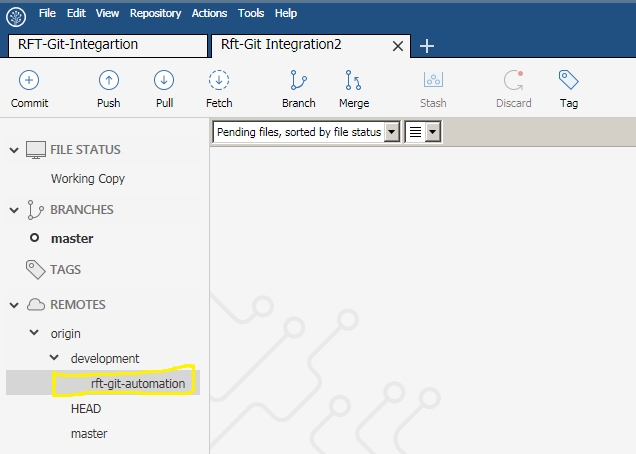 File Edit View Repository Actions Tools Help
RFT-Git-Integartion Rft-Git Integration2
Commit Push Pull Fetch Branch Merge Stash Discard Tag
Pending files, sorted by file status
FILE STATUS
Working Copy
BRANCHES
master
TAGS
REMOTES
origin
development
rft-git-automation
HEAD
master